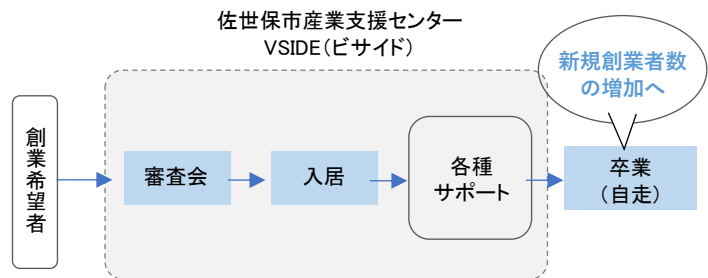 佐世保市産業支援センター
VSIDE（ビサイド）
新規創業者数
の増加へ
創業希望者
審査会
入居
各種
サポート
卒業
（自走）